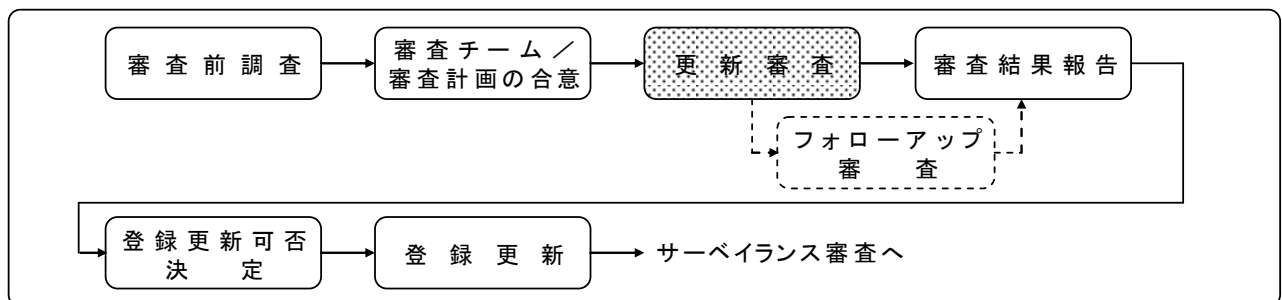 審査前調査
審査チーム／
審査計画の合意
更新審査
審査結果報告
フォローアップ
審査
登録更新可否
決定
登録更新
サーベイランス審査へ